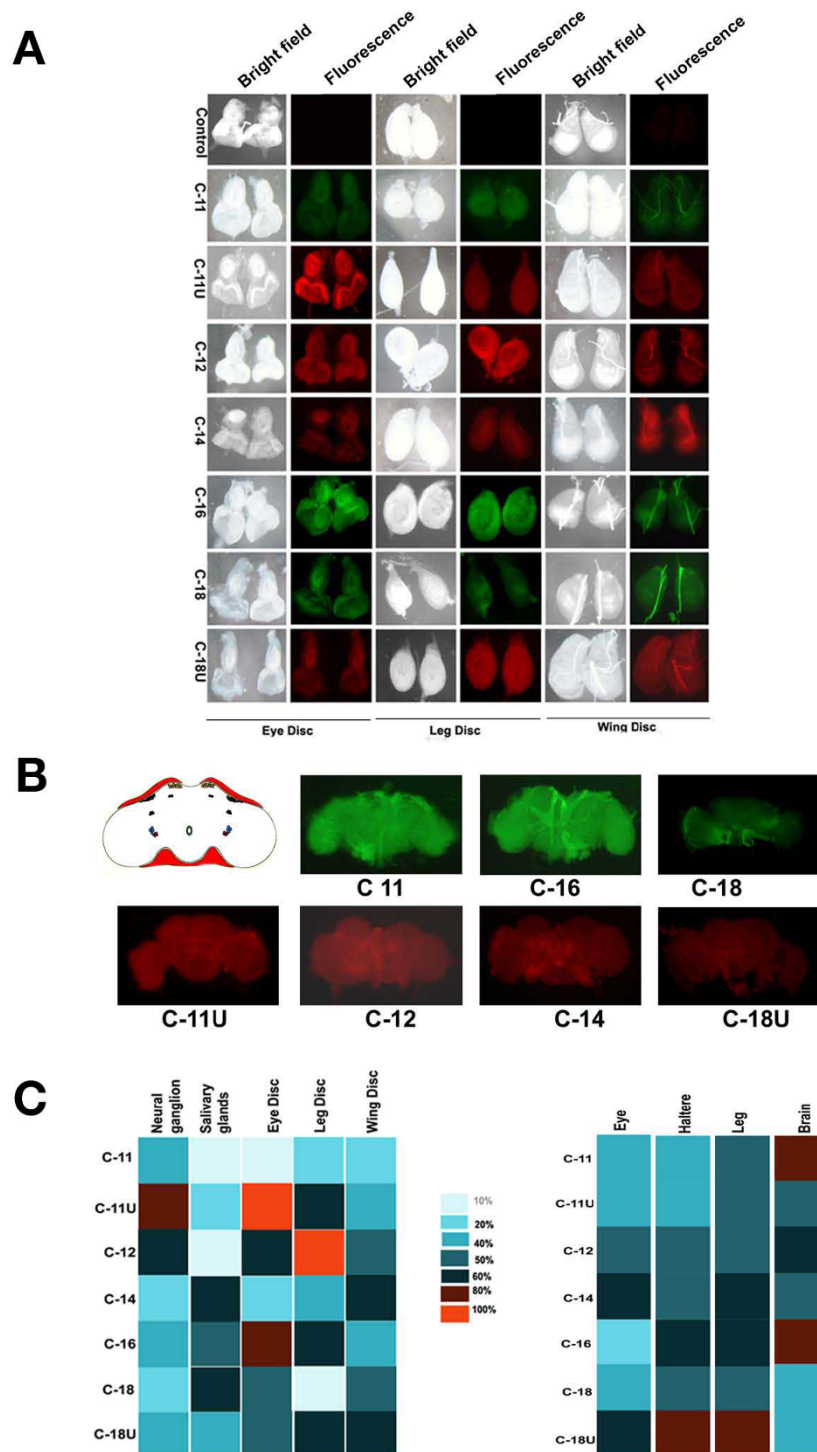 A
Bright field
Fluorescence
Bright field
Fluorescence
Bright field
Fluorescence
Control
C-11
C-11U
C-12
C-14
C-16
C-18
C-18U
Eye Disc
Leg Disc
Wing Disc
B
C 11
C-16
C-18
C-11U
C-12
C-14
C-18U
C
Neural
ganglion
Salivary
glands
Eye Disc
Leg Disc
Wing Disc
C-11
C-11U
C-12
C-14
C-16
C-18
C-18U
10%
20%
40%
50%
60%
80%
100%
Eye
Haltere
Leg
Brain
C-11
C-11U
C-12
C-14
C-16
C-18
C-18U